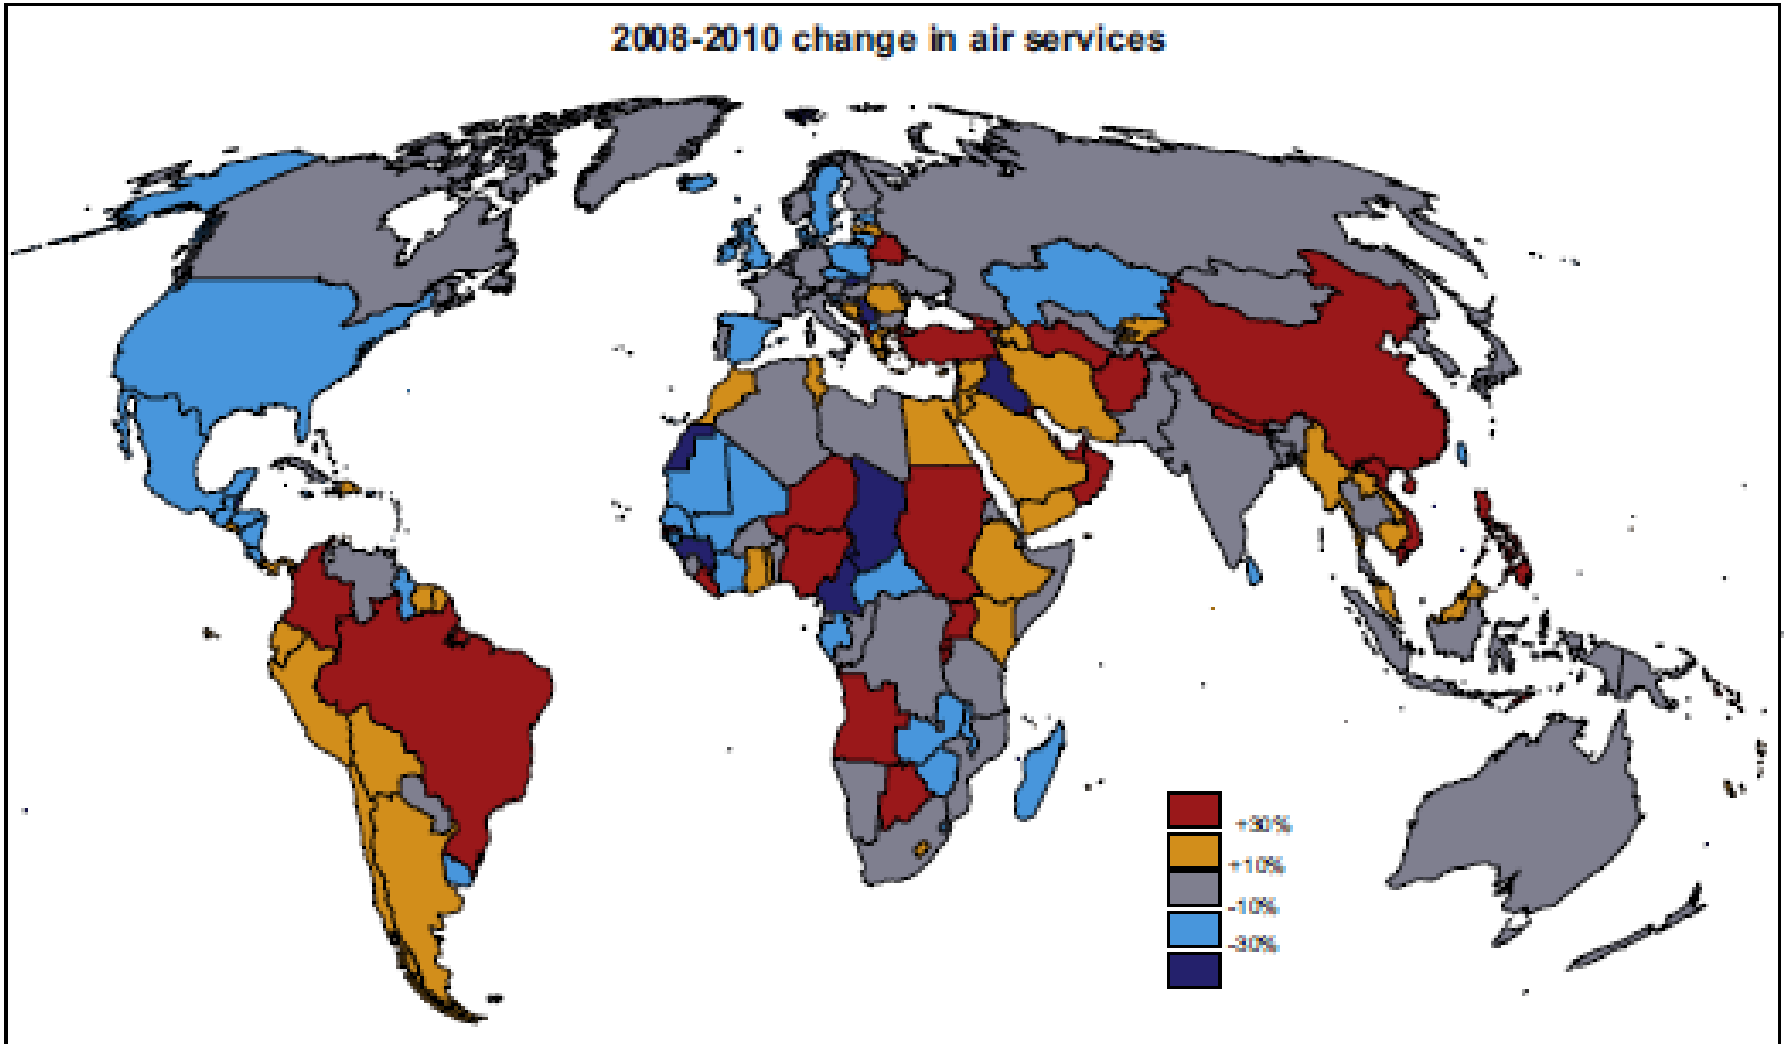 2008-2010 change in air services
+30%
+10%
-10%
-30%